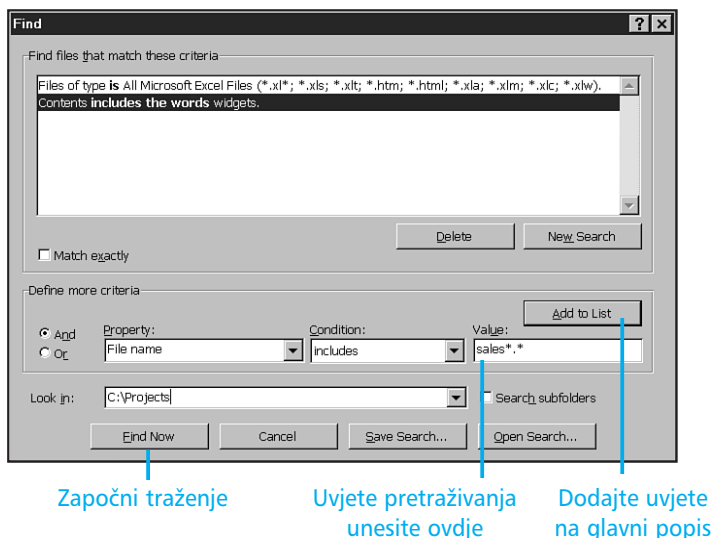 Find
Find files that match these criteria
Files of type is All Microsoft Excel Files (*.xl*; *.xls; *.xlt; *.htm; *.html; *.xla; *.xlm; *.xlc; *.xlw).
Contents includes the words widgets.
Delete
New Search
Match exactly
Define more criteria
Add to List
And
Or
Property:
Condition:
Value:
File name
includes
sales*.*
Look in:
C:\Projects
Search subfolders
Find Now
Cancel
Save Search...
Open Search...
Započni traženje
Uvjete pretraživanja
unesite ovdje
Dodajte uvjete
na glavni popis